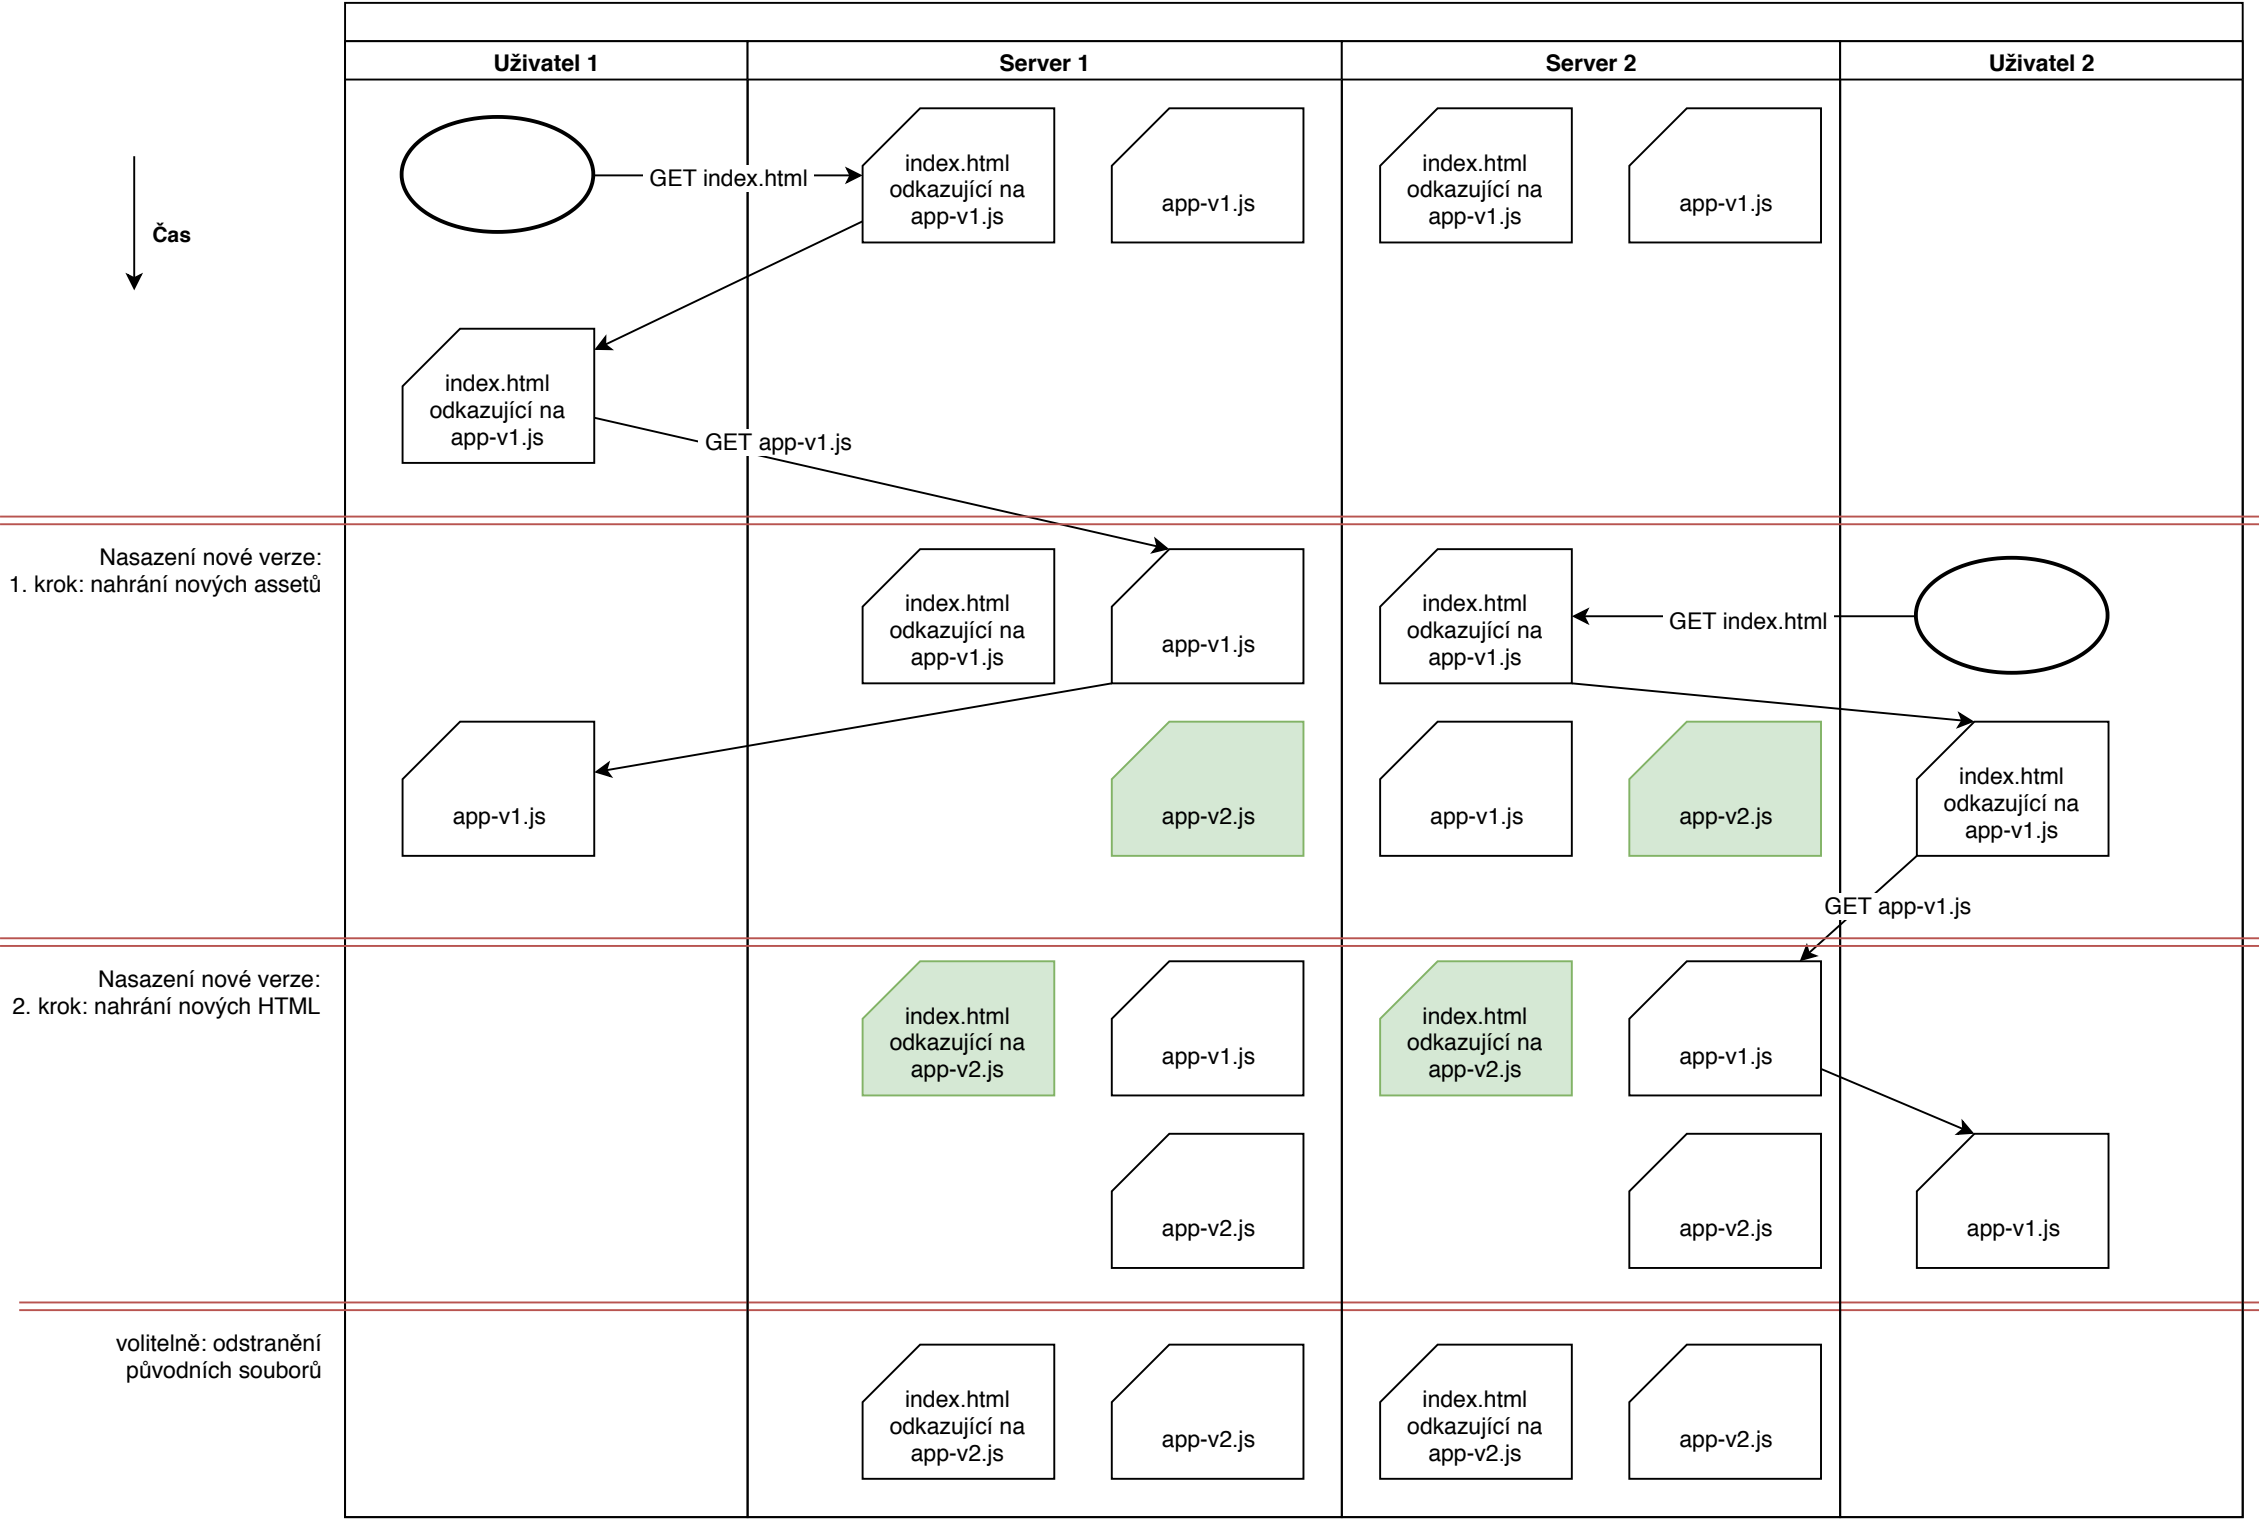 Uživatel 1
Server 1
Server 2
Uživatel 2
GET index.html
index.html
odkazující na
app-v1.js
app-v1.js
index.html
odkazující na
app-v1.js
app-v1.js
Čas
index.html
odkazující na
app-v1.js
GET app-v1.js
Nasazení nové verze:
1. krok: nahrání nových assetů
index.html
odkazující na
app-v1.js
app-v1.js
index.html
odkazující na
app-v1.js
GET index.html
app-v1.js
app-v2.js
app-v1.js
app-v2.js
index.html
odkazující na
app-v1.js
GET app-v1.js
Nasazení nové verze:
2. krok: nahrání nových HTML
index.html
odkazující na
app-v2.js
app-v1.js
index.html
odkazující na
app-v2.js
app-v1.js
app-v2.js
app-v2.js
app-v1.js
volitelně: odstranění
původních souborů
index.html
odkazující na
app-v2.js
app-v2.js
index.html
odkazující na
app-v2.js
app-v2.js